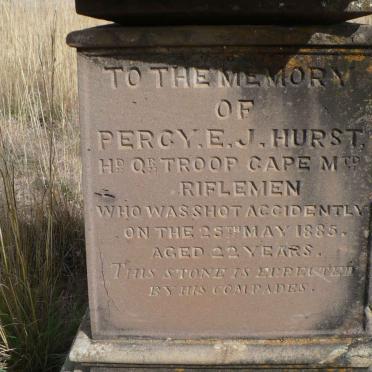 TO THE MEMORY
OF
PERCY. E. J. HURST,
HD QR TROOP CAPE MTD
RIFLEMEN
WHO WAS SHOT ACCIDENTLY
ON THE 25TH MAY 1885.
AGED 22 YEARS.
THIS STONE IS ERECTED
BY HIS COMRADES.